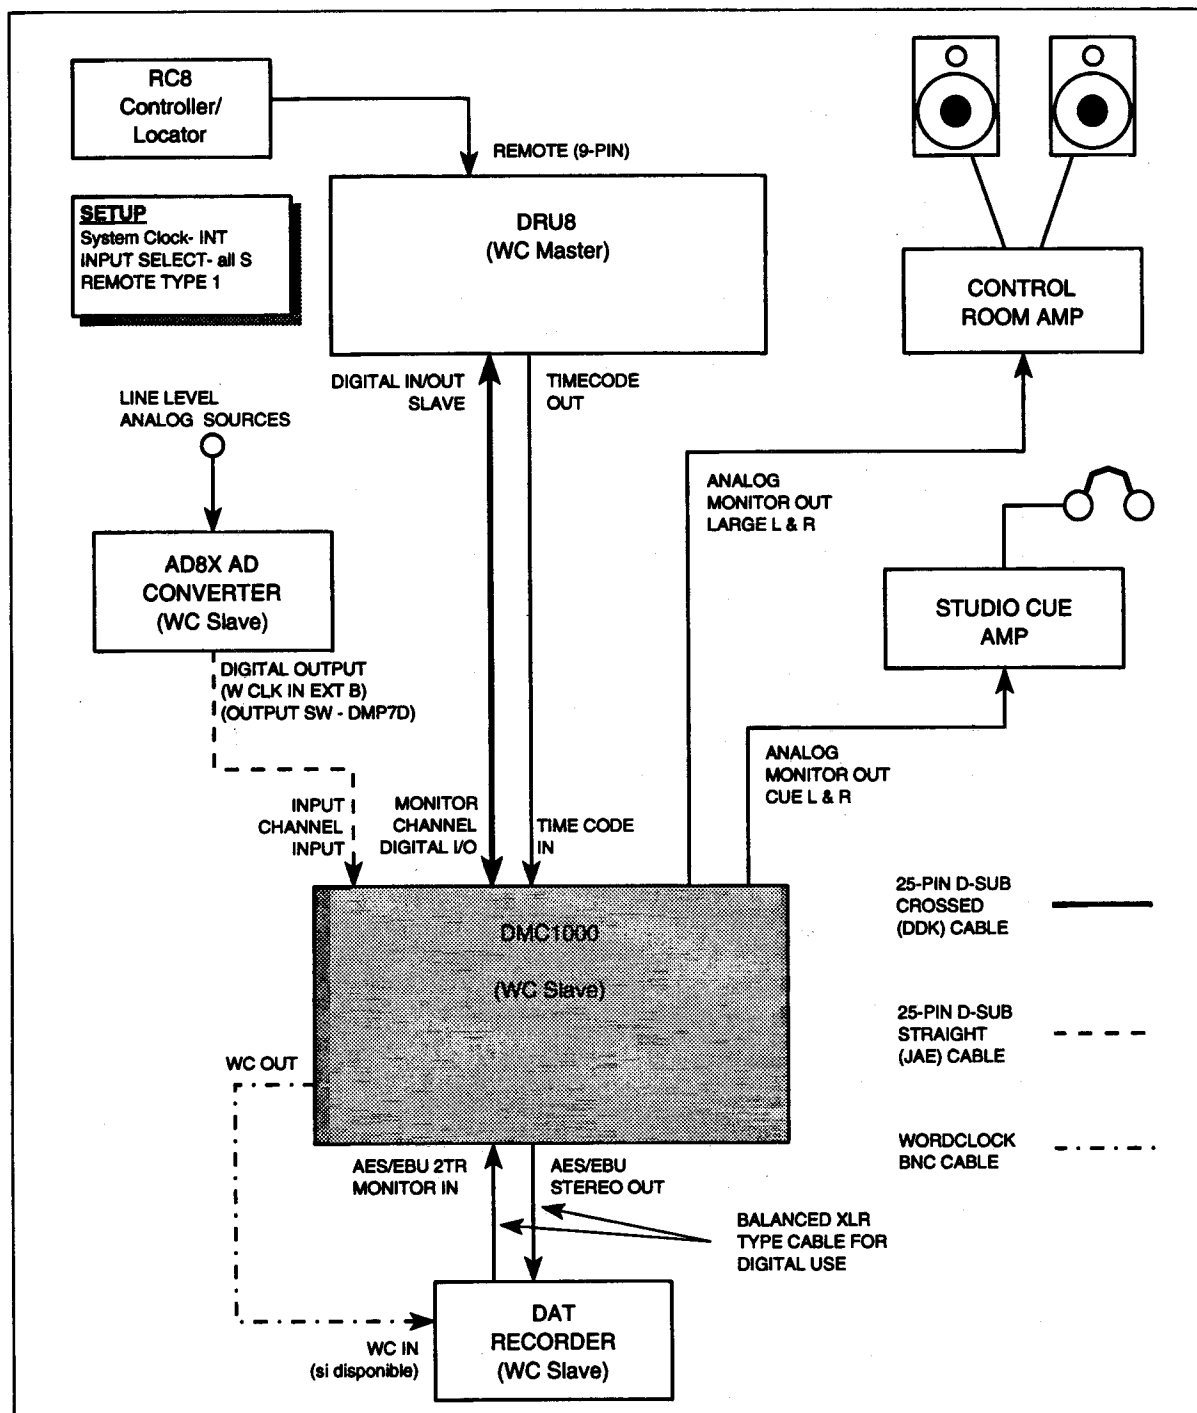 RC8
Controller/
Locator
REMOTE (9-PIN)
SETUP
System Clock- INT
INPUT SELECT- all S
REMOTE TYPE 1
DRU8
(WC Master)
CONTROL
ROOM AMP
DIGITAL IN/OUT
SLAVE
TIMECODE
OUT
LINE LEVEL
ANALOG SOURCES
ANALOG
MONITOR OUT
LARGE L & R
AD8X AD
CONVERTER
(WC Slave)
STUDIO CUE
AMP
DIGITAL OUTPUT
(W CLK IN EXT B)
(OUTPUT SW - DMP7D)
ANALOG
MONITOR OUT
CUE L & R
INPUT
CHANNEL
INPUT
MONITOR
CHANNEL
DIGITAL I/O
TIME CODE
IN
DMC1000
(WC Slave)
25-PIN D-SUB
CROSSED
(DDK) CABLE
25-PIN D-SUB
STRAIGHT
(JAE) CABLE
WC OUT
WORDCLOCK
BNC CABLE
AES/EBU 2TR
MONITOR IN
AES/EBU
STEREO OUT
BALANCED XLR
TYPE CABLE FOR
DIGITAL USE
WC IN
(si disponible)
DAT
RECORDER
(WC Slave)